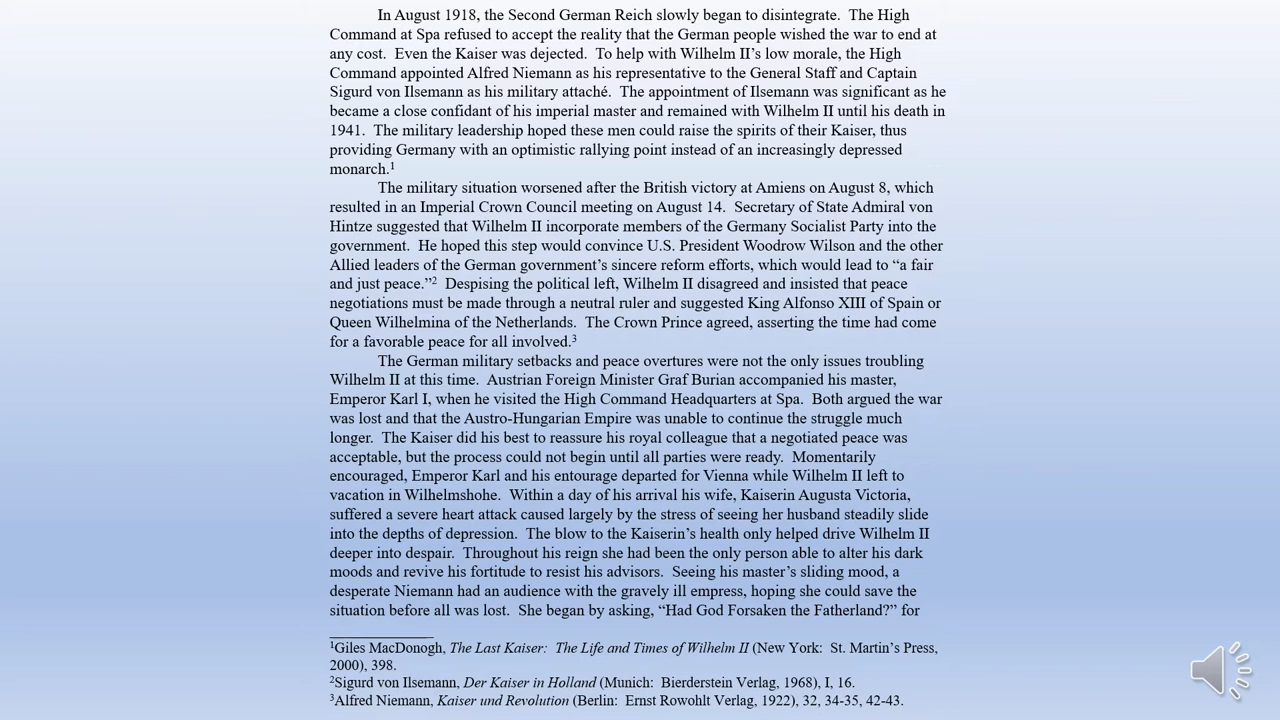 In August 1918, the Second German Reich slowly began to disintegrate.  The High
Command at Spa refused to accept the reality that the German people wished the war to end at
any cost.  Even the Kaiser was dejected.  To help with Wilhelm II’s low morale, the High
Command appointed Alfred Niemann as his representative to the General Staff and Captain
Sigurd von Ilsemann as his military attaché.  The appointment of Ilsemann was significant as he
became a close confidant of his imperial master and remained with Wilhelm II until his death in
1941.  The military leadership hoped these men could raise the spirits of their Kaiser, thus
providing Germany with an optimistic rallying point instead of an increasingly depressed
monarch.¹
The military situation worsened after the British victory at Amiens on August 8, which
resulted in an Imperial Crown Council meeting on August 14.  Secretary of State Admiral von
Hintze suggested that Wilhelm II incorporate members of the Germany Socialist Party into the
government.  He hoped this step would convince U.S. President Woodrow Wilson and the other
Allied leaders of the German government’s sincere reform efforts, which would lead to “a fair
and just peace.”²  Despising the political left, Wilhelm II disagreed and insisted that peace
negotiations must be made through a neutral ruler and suggested King Alfonso XIII of Spain or
Queen Wilhelmina of the Netherlands.  The Crown Prince agreed, asserting the time had come
for a favorable peace for all involved.³
The German military setbacks and peace overtures were not the only issues troubling
Wilhelm II at this time.  Austrian Foreign Minister Graf Burian accompanied his master,
Emperor Karl I, when he visited the High Command Headquarters at Spa.  Both argued the war
was lost and that the Austro-Hungarian Empire was unable to continue the struggle much
longer.  The Kaiser did his best to reassure his royal colleague that a negotiated peace was
acceptable, but the process could not begin until all parties were ready.  Momentarily
encouraged, Emperor Karl and his entourage departed for Vienna while Wilhelm II left to
vacation in Wilhelmshohe.  Within a day of his arrival his wife, Kaiserin Augusta Victoria,
suffered a severe heart attack caused largely by the stress of seeing her husband steadily slide
into the depths of depression.  The blow to the Kaiserin’s health only helped drive Wilhelm II
deeper into despair.  Throughout his reign she had been the only person able to alter his dark
moods and revive his fortitude to resist his advisors.  Seeing his master’s sliding mood, a
desperate Niemann had an audience with the gravely ill empress, hoping she could save the
situation before all was lost.  She began by asking, “Had God Forsaken the Fatherland?” for
¹Giles MacDonogh, The Last Kaiser:  The Life and Times of Wilhelm II (New York:  St. Martin’s Press,
2000), 398.
²Sigurd von Ilsemann, Der Kaiser in Holland (Munich:  Bierderstein Verlag, 1968), I, 16.
³Alfred Niemann, Kaiser und Revolution (Berlin:  Ernst Rowohlt Verlag, 1922), 32, 34-35, 42-43.